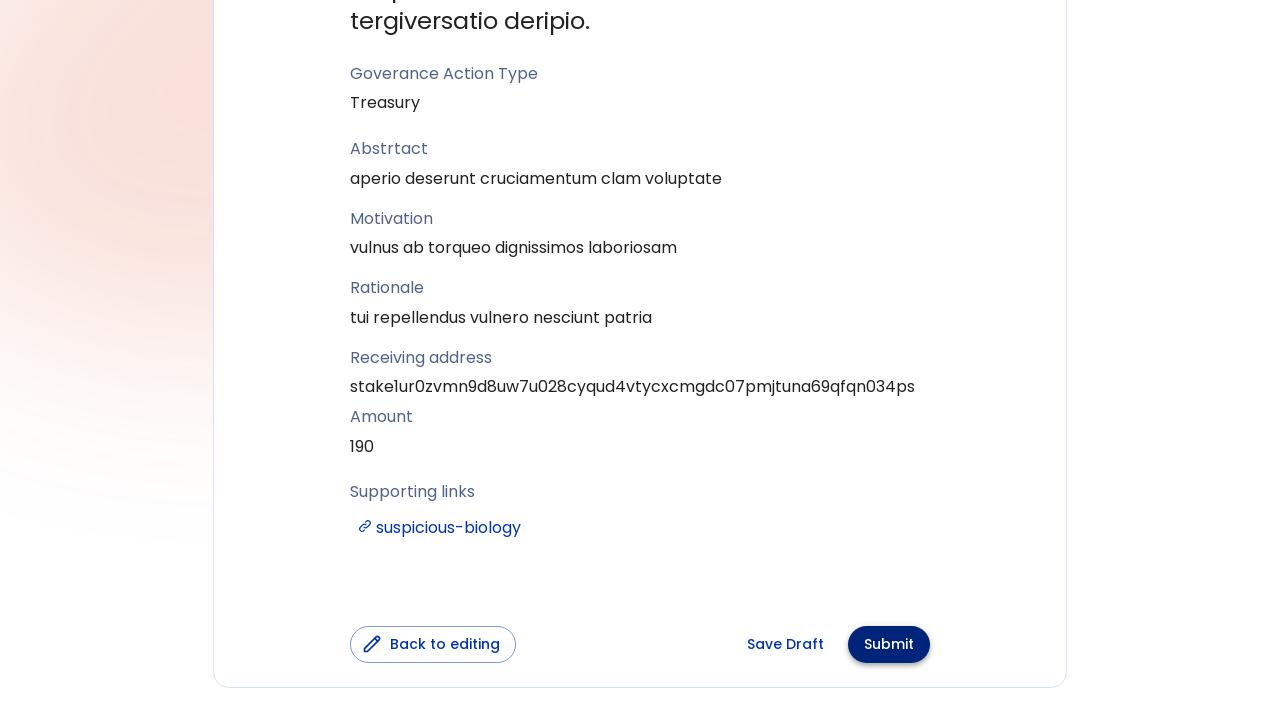 tergiversatio deripio.
Goverance Action Type
Treasury
Abstrtact
aperio deserunt cruciamentum clam voluptate
Motivation
vulnus ab torqueo dignissimos laboriosam
Rationale
tui repellendus vulnero nesciunt patria
Receiving address
stake1ur0zvmn9d8uw7u028cyqud4vtycxcmgdc07pmjtuna69qfqn034ps
Amount
190
Supporting links
suspicious-biology
Back to editing
Save Draft
Submit